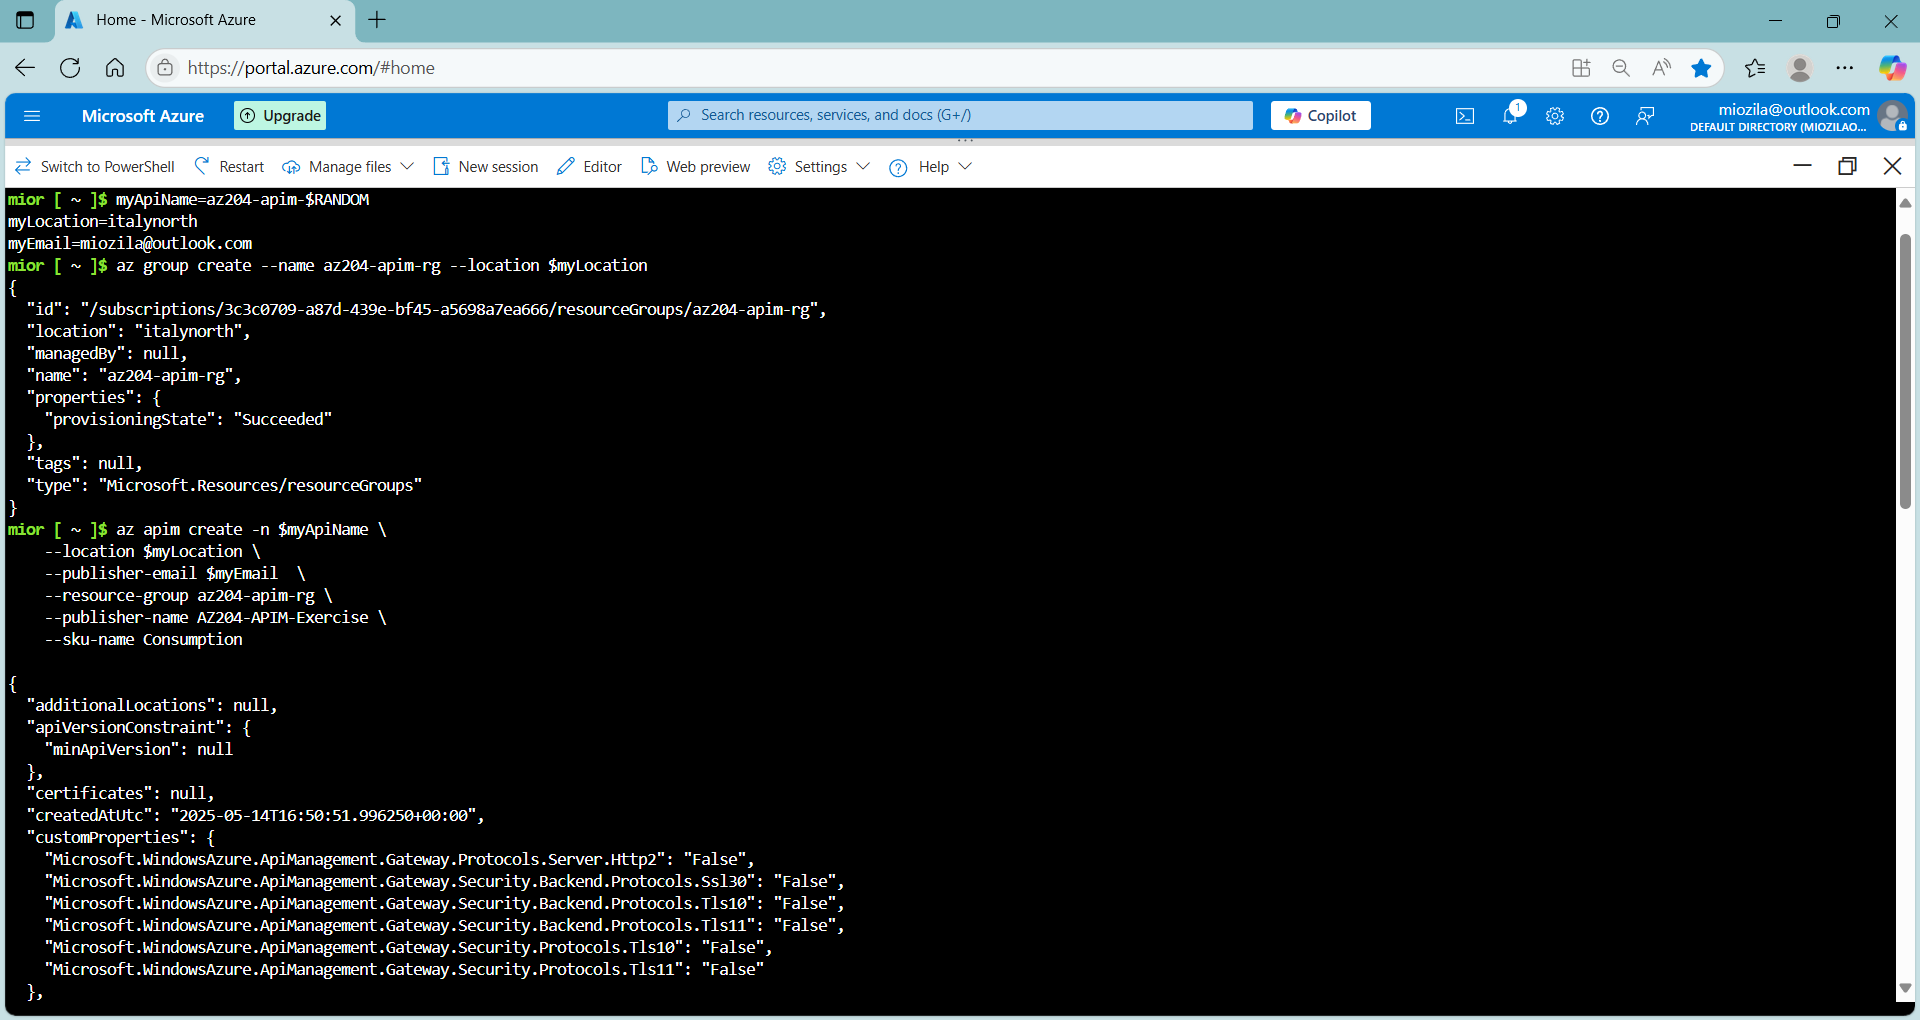 Home - Microsoft Azure
https://portal.azure.com/#home
Microsoft Azure
Upgrade
Search resources, services, and docs (G+/)
Copilot
1
miozila@outlook.com
DEFAULT DIRECTORY (MIOZILAO...
Switch to PowerShell
Restart
Manage files
New session
Editor
Web preview
Settings
Help
mior [ ~ ]$ myApiName=az204-apim-$RANDOM
myLocation=italynorth
myEmail=miozila@outlook.com
mior [ ~ ]$ az group create --name az204-apim-rg --location $myLocation
{
  "id": "/subscriptions/3c3c0709-a87d-439e-bf45-a5698a7ea666/resourceGroups/az204-apim-rg",
  "location": "italynorth",
  "managedBy": null,
  "name": "az204-apim-rg",
  "properties": {
    "provisioningState": "Succeeded"
  },
  "tags": null,
  "type": "Microsoft.Resources/resourceGroups"
}
mior [ ~ ]$ az apim create -n $myApiName \
    --location $myLocation \
    --publisher-email $myEmail  \
    --resource-group az204-apim-rg \
    --publisher-name AZ204-APIM-Exercise \
    --sku-name Consumption
{
  "additionalLocations": null,
  "apiVersionConstraint": {
    "minApiVersion": null
  },
  "certificates": null,
  "createdAtUtc": "2025-05-14T16:50:51.996250+00:00",
  "customProperties": {
    "Microsoft.WindowsAzure.ApiManagement.Gateway.Protocols.Server.Http2": "False",
    "Microsoft.WindowsAzure.ApiManagement.Gateway.Security.Backend.Protocols.Ssl30": "False",
    "Microsoft.WindowsAzure.ApiManagement.Gateway.Security.Backend.Protocols.Tls10": "False",
    "Microsoft.WindowsAzure.ApiManagement.Gateway.Security.Backend.Protocols.Tls11": "False",
    "Microsoft.WindowsAzure.ApiManagement.Gateway.Security.Protocols.Tls10": "False",
    "Microsoft.WindowsAzure.ApiManagement.Gateway.Security.Protocols.Tls11": "False"
  },